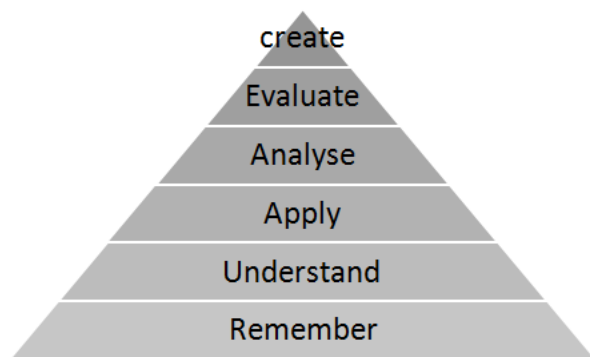 create
Evaluate
Analyse
Apply
Understand
Remember